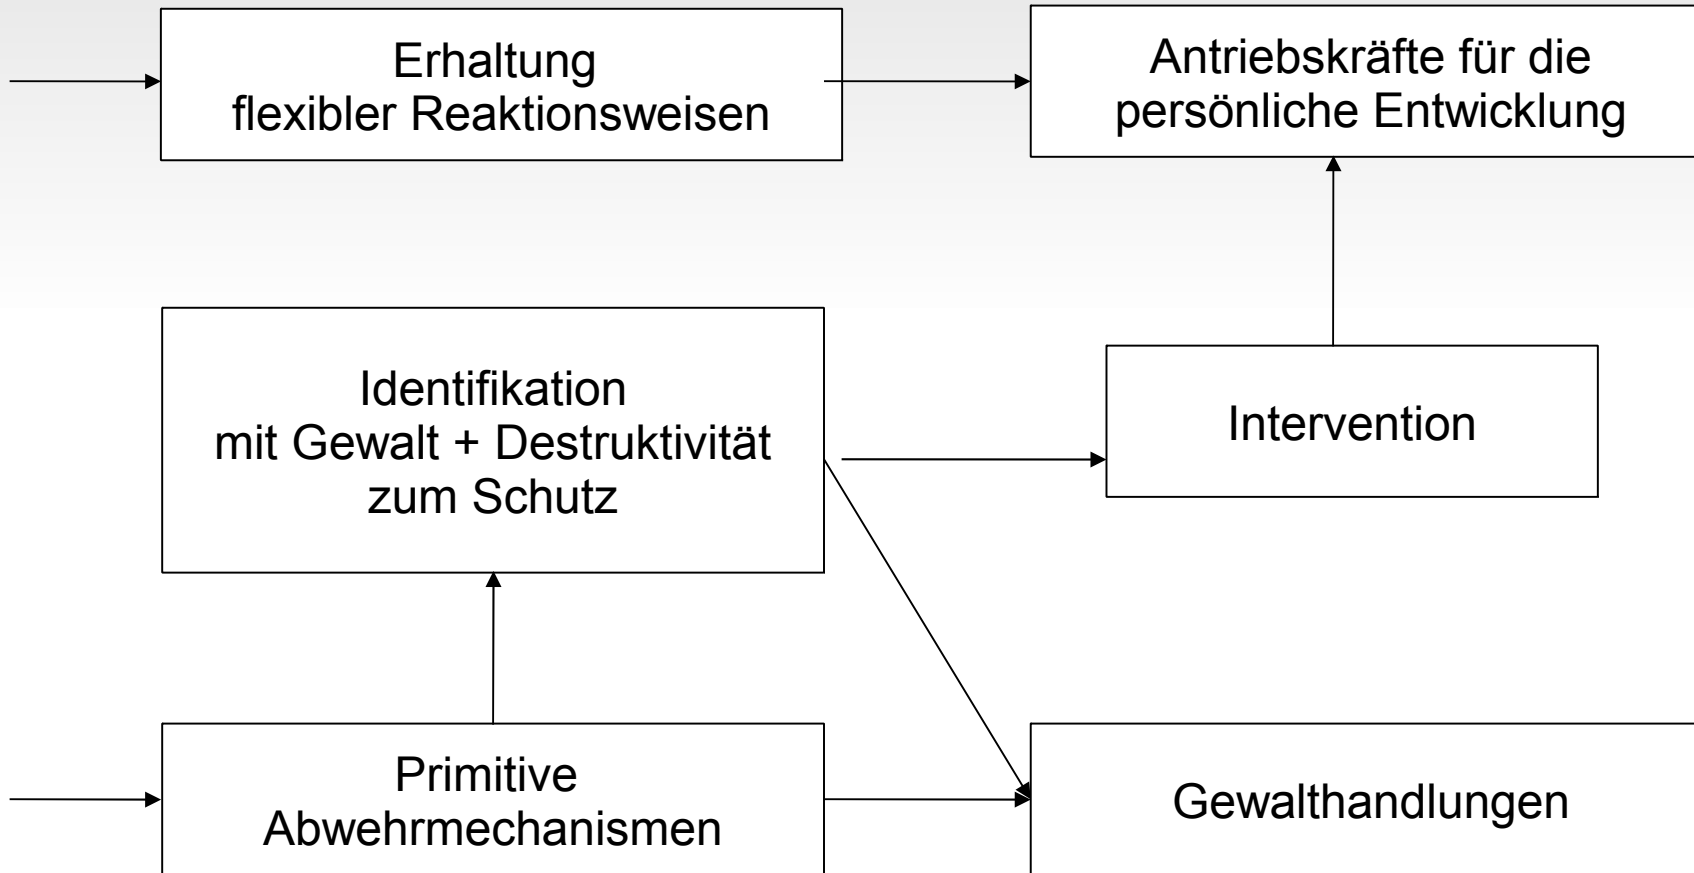 Erhaltung
flexibler Reaktionsweisen
Antriebskräfte für die
persönliche Entwicklung
Identifikation
mit Gewalt + Destruktivität
zum Schutz
Intervention
Primitive
Abwehrmechanismen
Gewalthandlungen